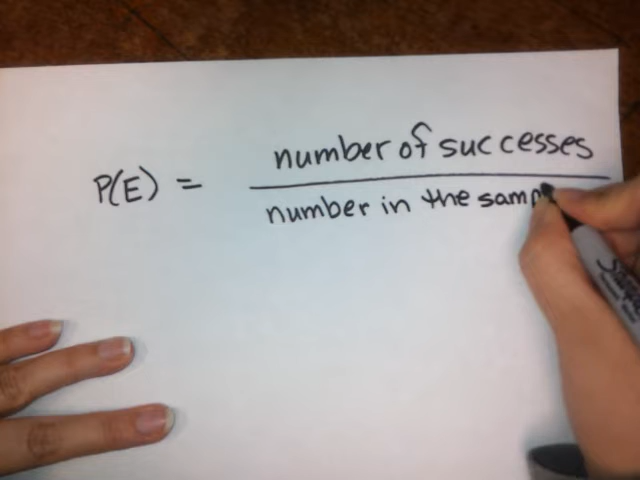 number of successes
P(E) =
number in the samp